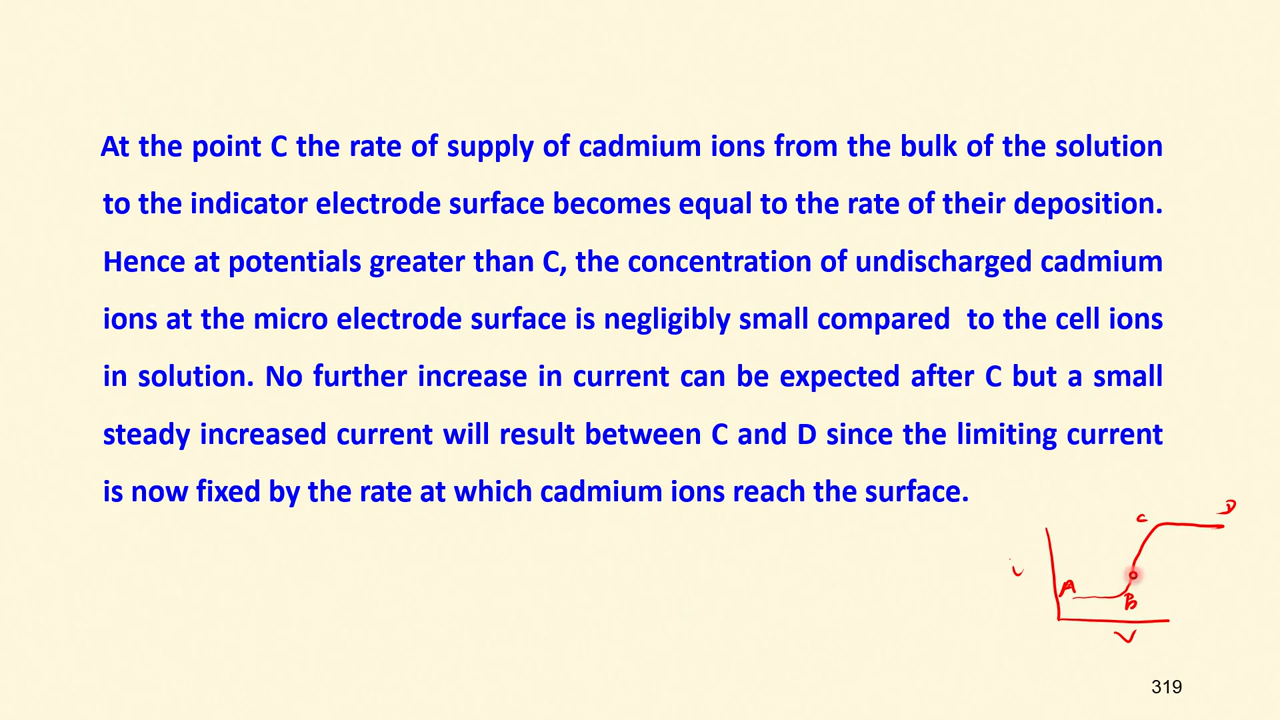 At the point C the rate of supply of cadmium ions from the bulk of the solution
to the indicator electrode surface becomes equal to the rate of their deposition.
Hence at potentials greater than C, the concentration of undischarged cadmium
ions at the micro electrode surface is negligibly small compared to the cell ions
in solution. No further increase in current can be expected after C but a small
steady increased current will result between C and D since the limiting current
is now fixed by the rate at which cadmium ions reach the surface.
C D
i
A B
V
319